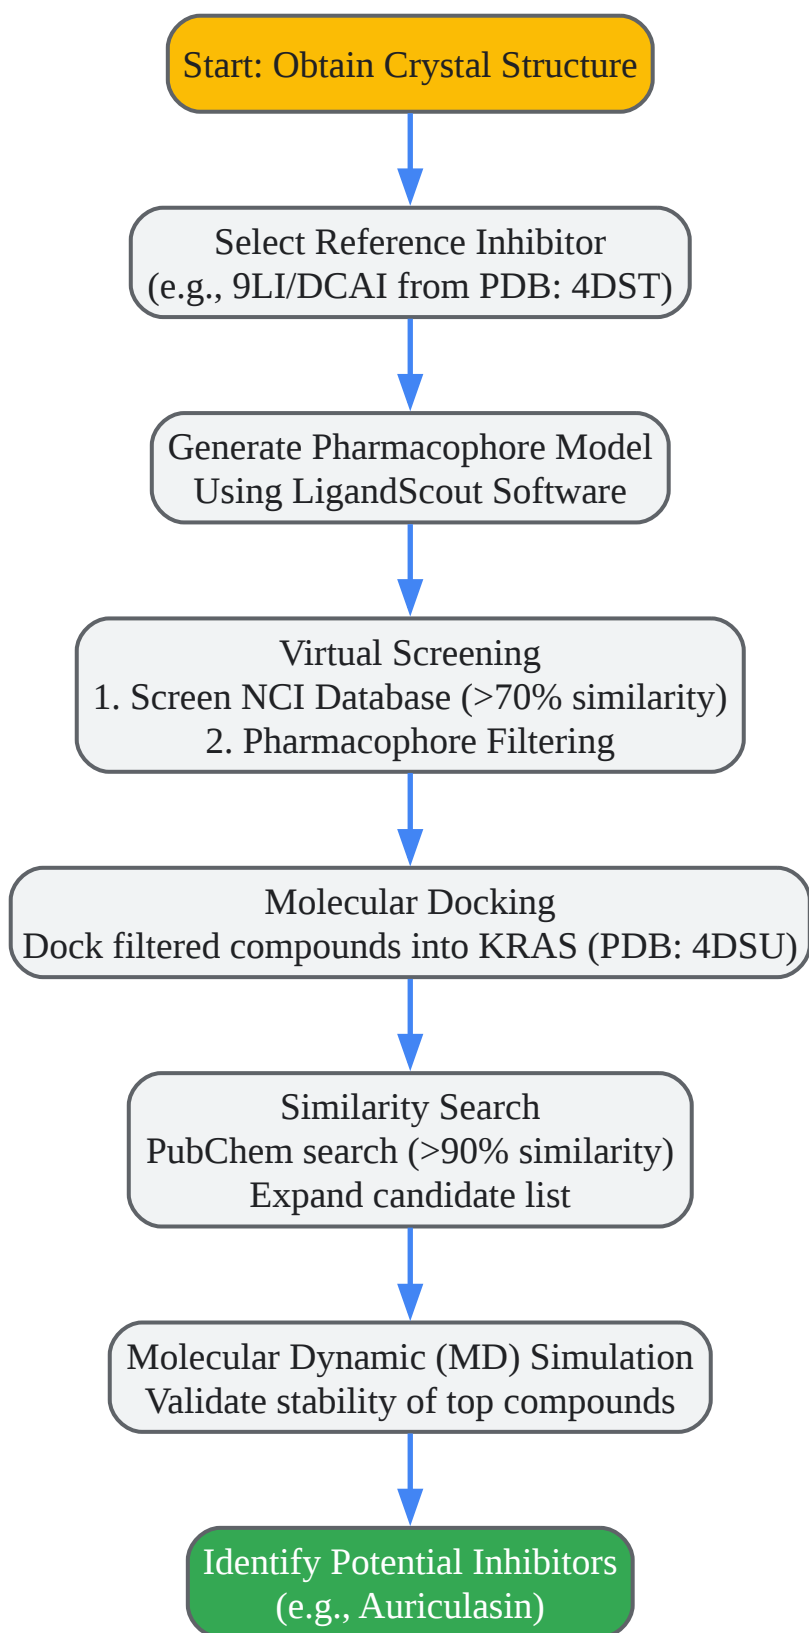 Start: Obtain Crystal Structure
Select Reference Inhibitor
(e.g., 9LI/DCAI from PDB: 4DST)
Generate Pharmacophore Model
Using LigandScout Software
Virtual Screening
1. Screen NCI Database (>70% similarity)
2. Pharmacophore Filtering
Molecular Docking
Dock filtered compounds into KRAS (PDB: 4DSU)
Similarity Search
PubChem search (>90% similarity)
Expand candidate list
Molecular Dynamic (MD) Simulation
Validate stability of top compounds
Identify Potential Inhibitors
(e.g., Auriculasin)